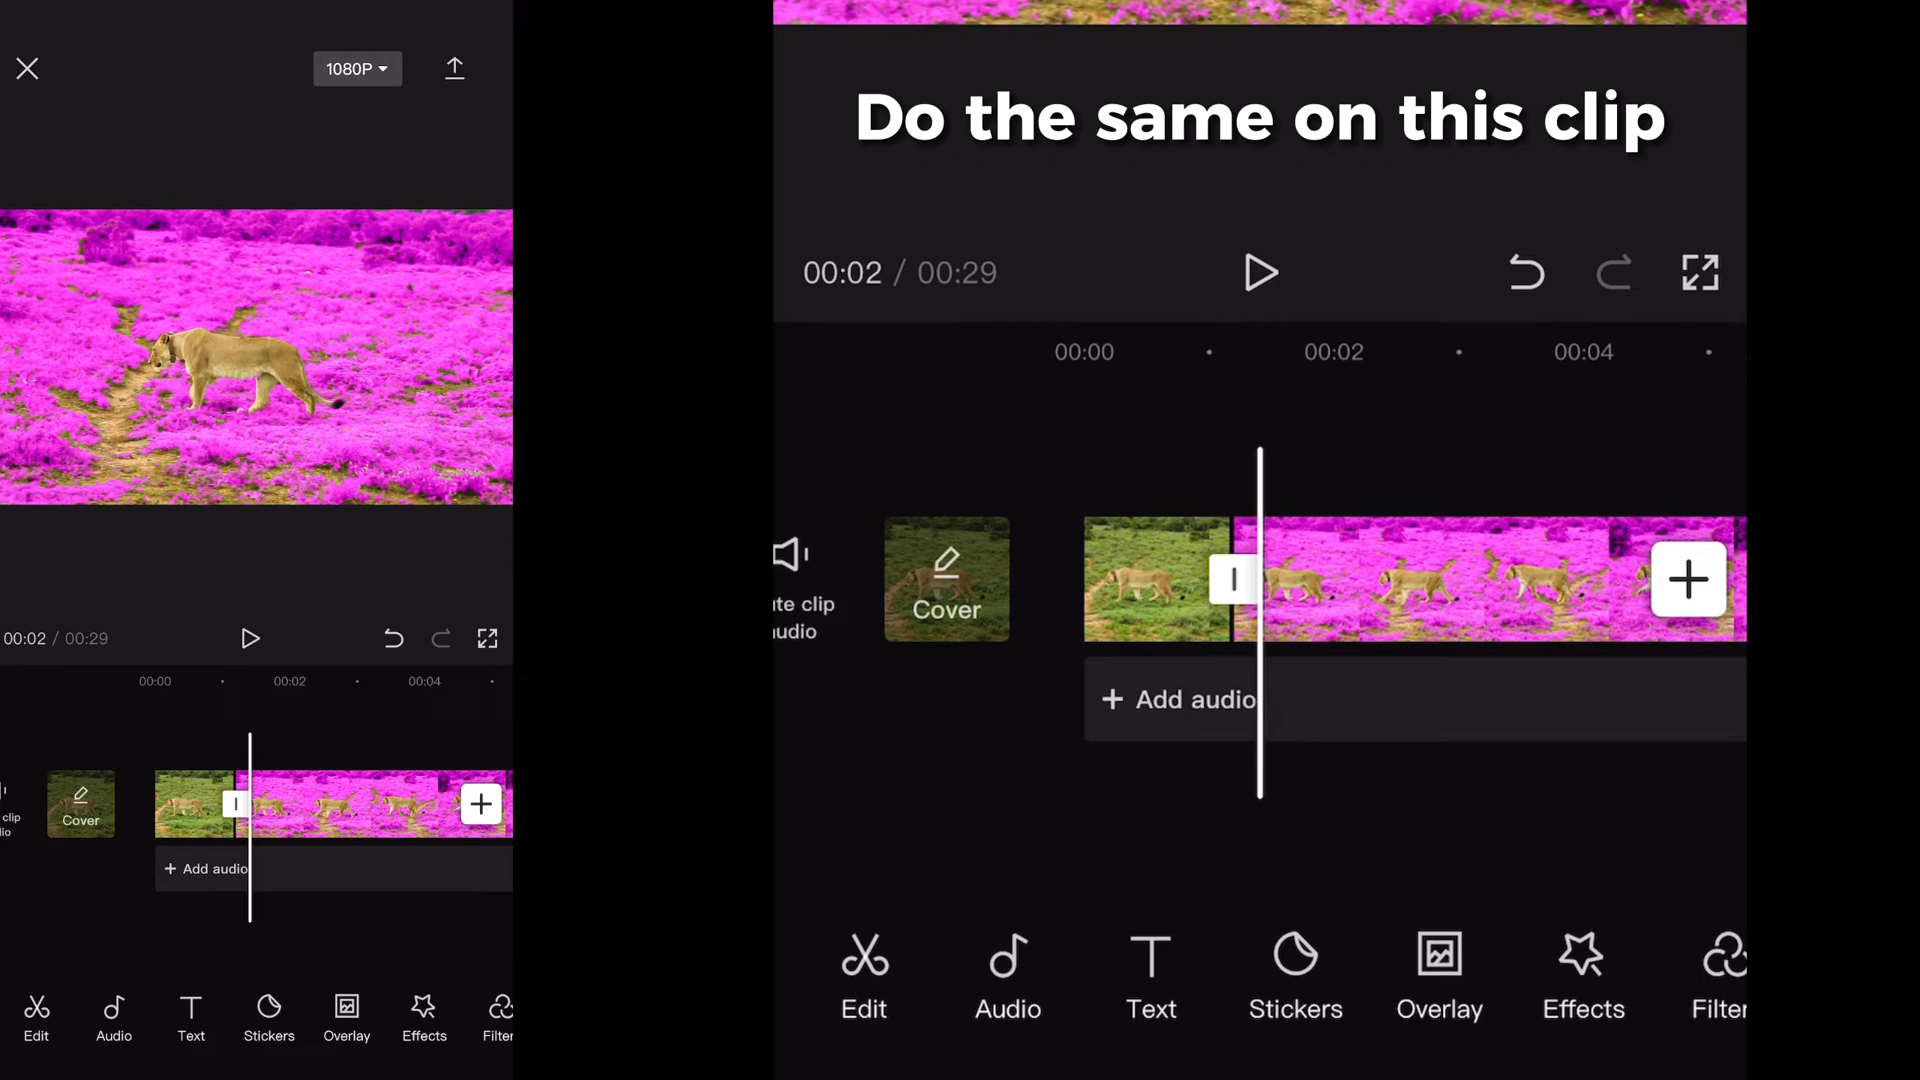 1080P
00:02 / 00:29
00:00 00:02 00:04
clip
Cover
+ Add audio
Edit Audio Text Stickers Overlay Effects Filter
Do the same on this clip
00:02 / 00:29
00:00 00:02 00:04
ute clip
udio
Cover
+ Add audio
Edit Audio Text Stickers Overlay Effects Filter